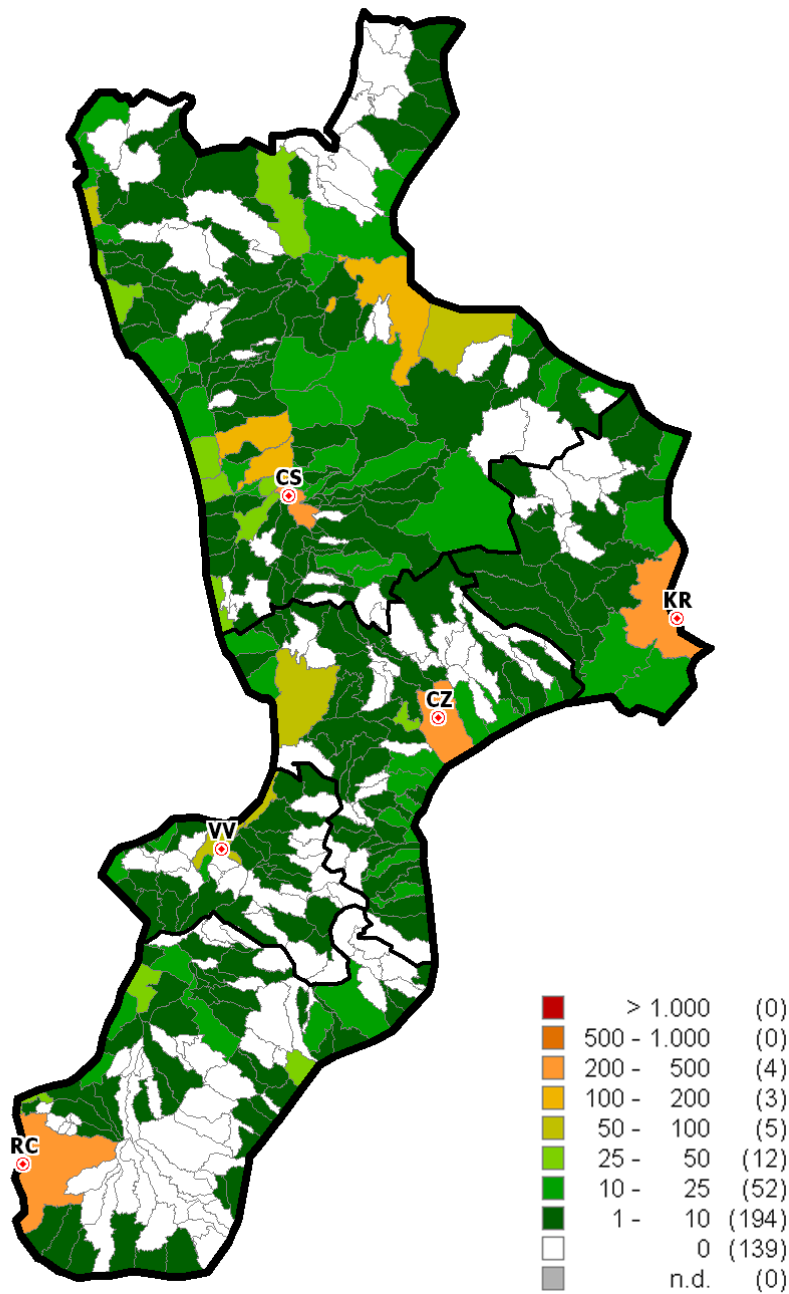 CS
KR
CZ
VV
RC
> 1.000 (0)
500 - 1.000 (0)
200 - 500 (4)
100 - 200 (3)
50 - 100 (5)
25 - 50 (12)
10 - 25 (52)
1 - 10 (194)
0 (139)
n.d. (0)